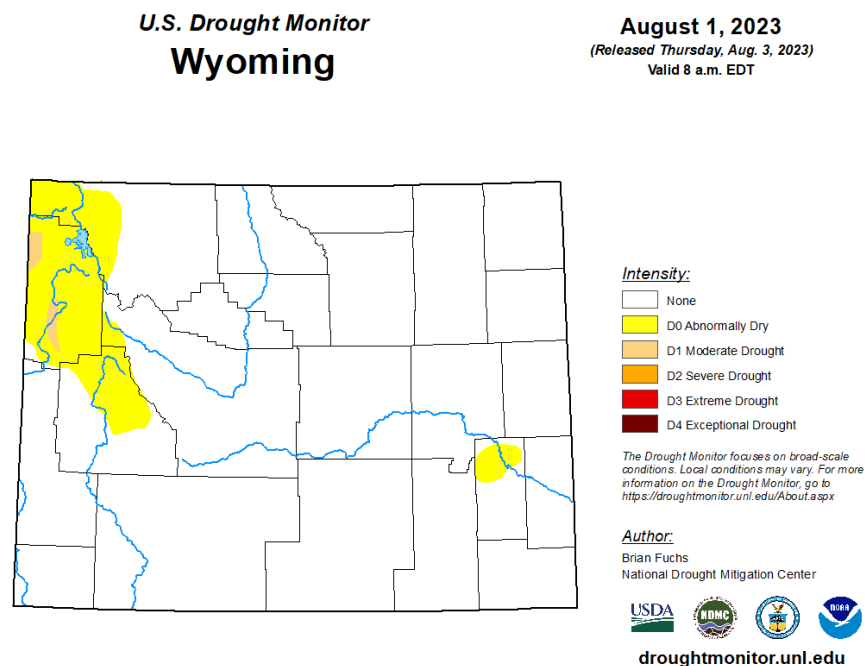 U.S. Drought Monitor
Wyoming
August 1, 2023
(Released Thursday, Aug. 3, 2023)
Valid 8 a.m. EDT
Intensity:
None
D0 Abnormally Dry
D1 Moderate Drought
D2 Severe Drought
D3 Extreme Drought
D4 Exceptional Drought
The Drought Monitor focuses on broad-scale
conditions. Local conditions may vary. For more
information on the Drought Monitor, go to
https://droughtmonitor.unl.edu/About.aspx
Author:
Brian Fuchs
National Drought Mitigation Center
USDA
NDMC
NOAA
droughtmonitor.unl.edu